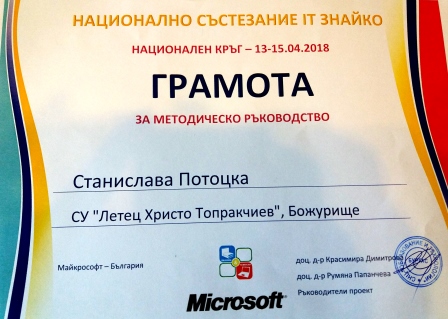 НАЦИОНАЛНО СЪСТЕЗАНИЕ IT ЗНАЙКО
НАЦИОНАЛЕН КРЪГ – 13-15.04.2018
ГРАМОТА
ЗА МЕТОДИЧЕСКО РЪКОВОДСТВО
Станислава Потоцка
СУ "Летец Христо Топракчиев", Божурище
Майкрософт – България
доц. д-р Красимира Димитрова
доц. д-р Румяна Папанчева
Ръководители проект
Microsoft®